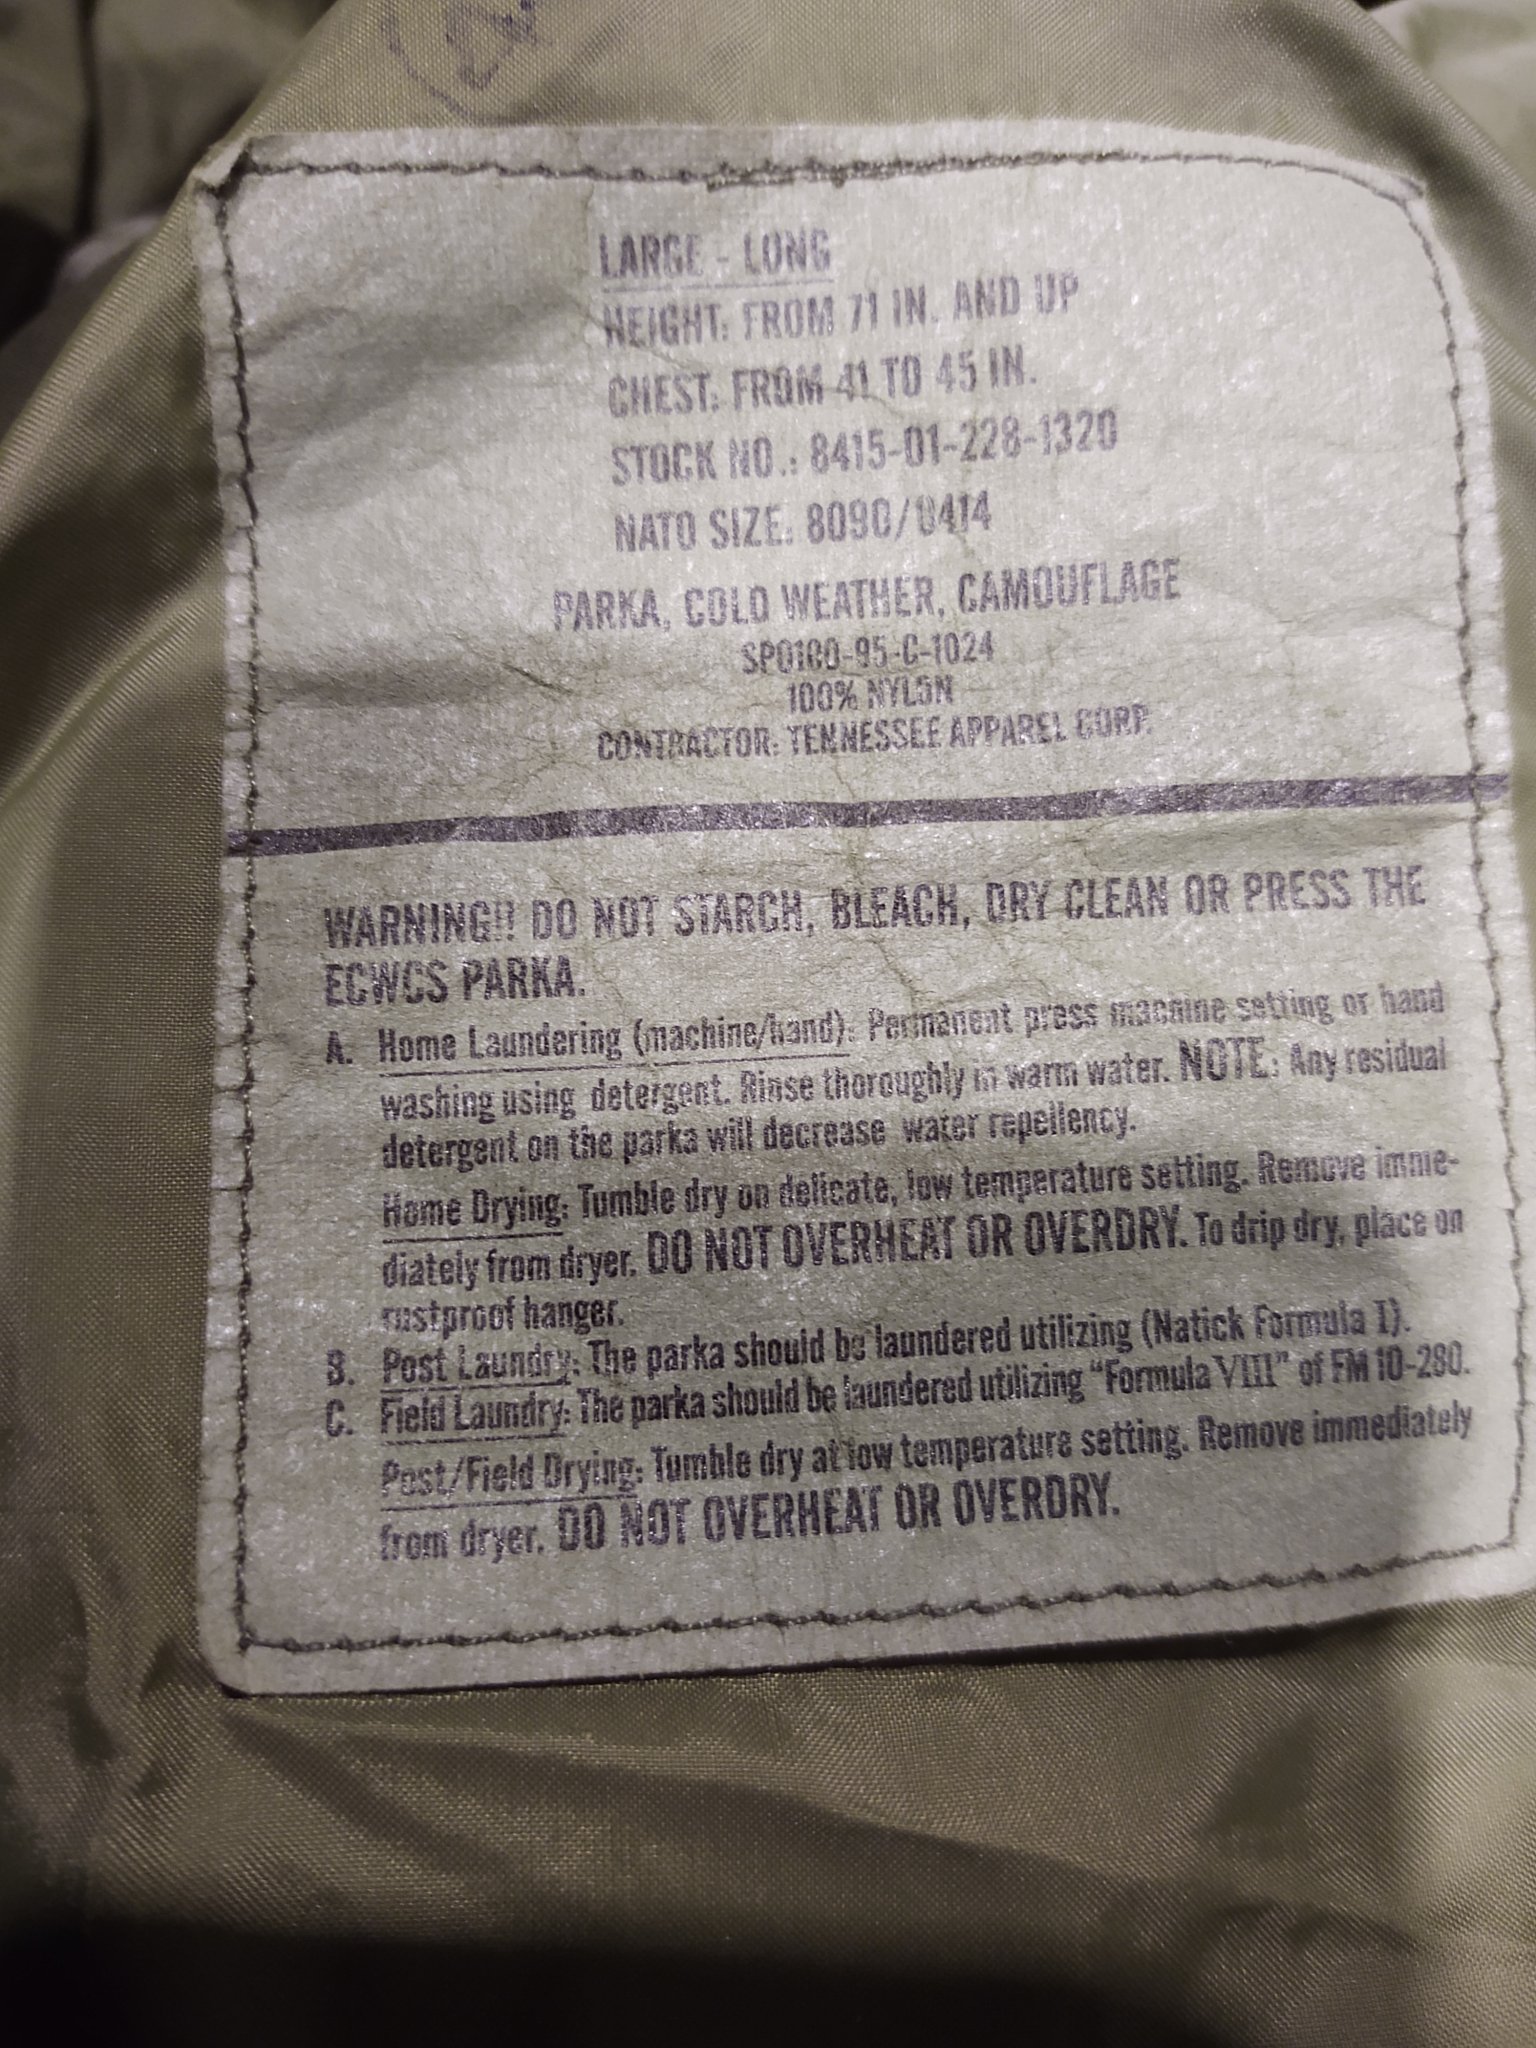 LARGE - LONG
HEIGHT: FROM 71 IN. AND UP
CHEST: FROM 41 TO 45 IN.
STOCK NO.: 8415-01-228-1320
NATO SIZE: 8090/0414
PARKA, COLD WEATHER, CAMOUFLAGE
SP0100-95-C-1024
100% NYLON
CONTRACTOR: TENNESSEE APPAREL CORP.
WARNING!! DO NOT STARCH, BLEACH, DRY CLEAN OR PRESS THE
ECWCS PARKA.
A. Home Laundering (machine/hand): Permanent press machine setting or hand
washing using detergent. Rinse thoroughly in warm water. NOTE: Any residual
detergent on the parka will decrease water repellency.
Home Drying: Tumble dry on delicate, low temperature setting. Remove imme-
diately from dryer. DO NOT OVERHEAT OR OVERDRY. To drip dry, place on
rustproof hanger.
B. Post Laundry: The parka should be laundered utilizing (Natick Formula I).
C. Field Laundry: The parka should be laundered utilizing "Formula VIII" of FM 10-280.
Post/Field Drying: Tumble dry at low temperature setting. Remove immediately
from dryer. DO NOT OVERHEAT OR OVERDRY.